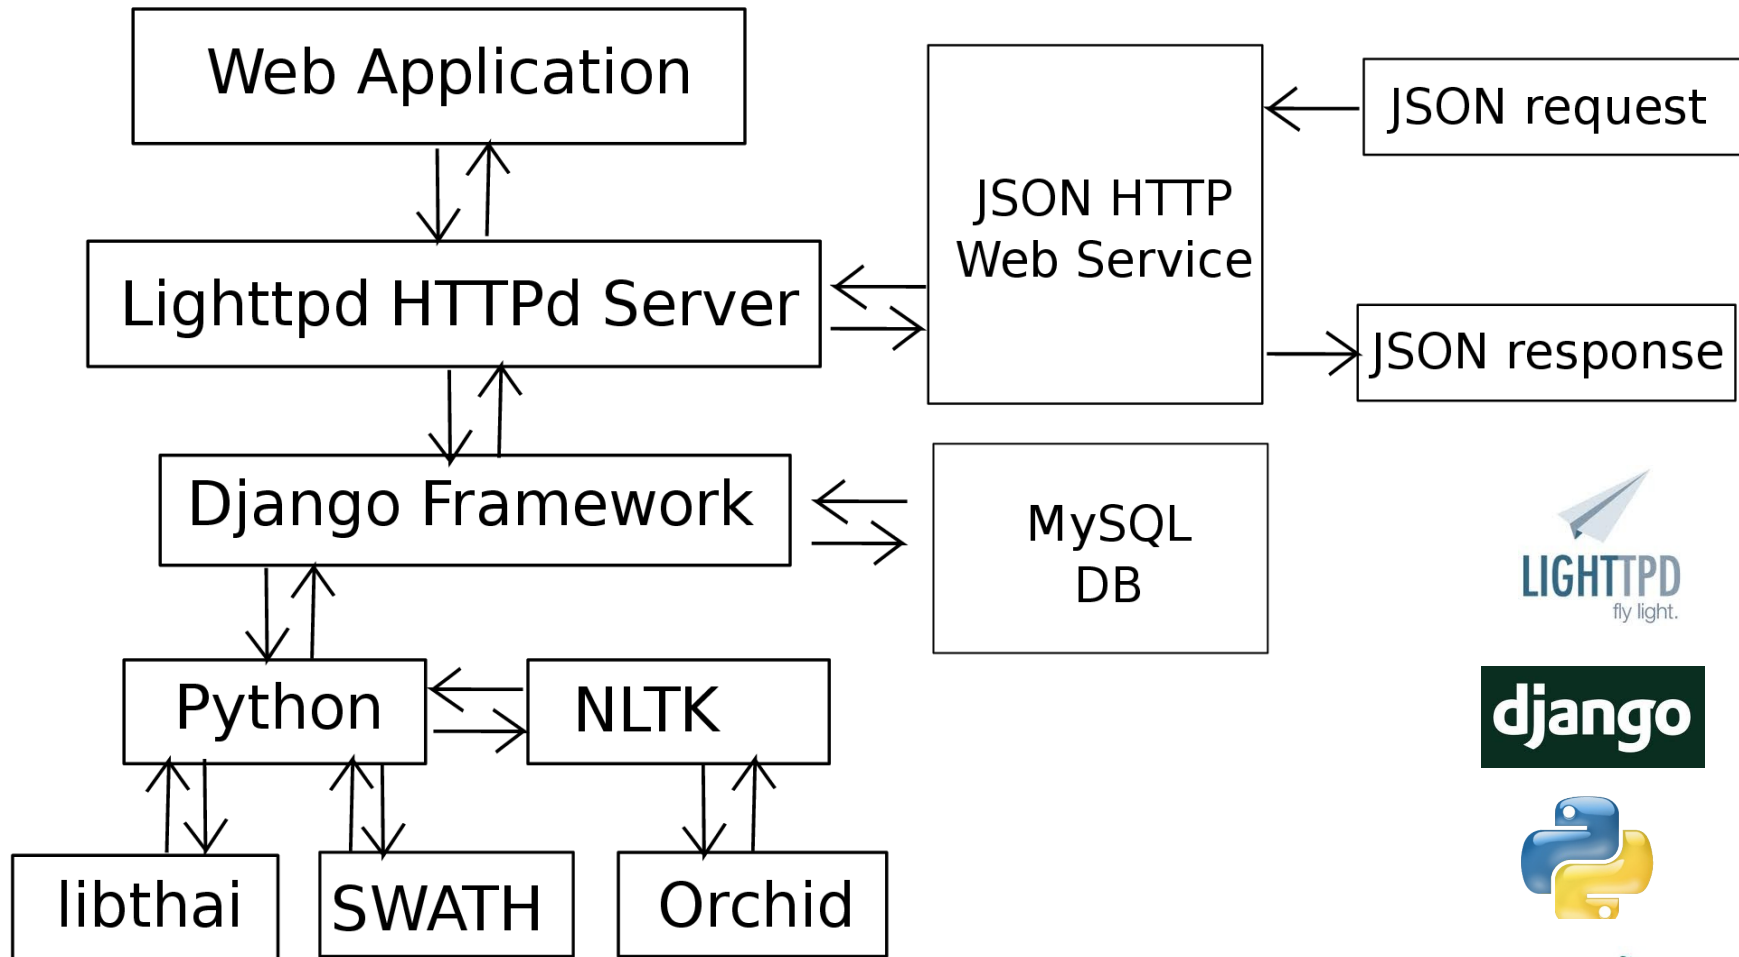 Web Application
JSON request
JSON HTTP
Web Service
Lighttpd HTTPd Server
JSON response
Django Framework
MySQL
DB
LIGHTTPD
fly light.
Python
NLTK
django
libthai
SWATH
Orchid